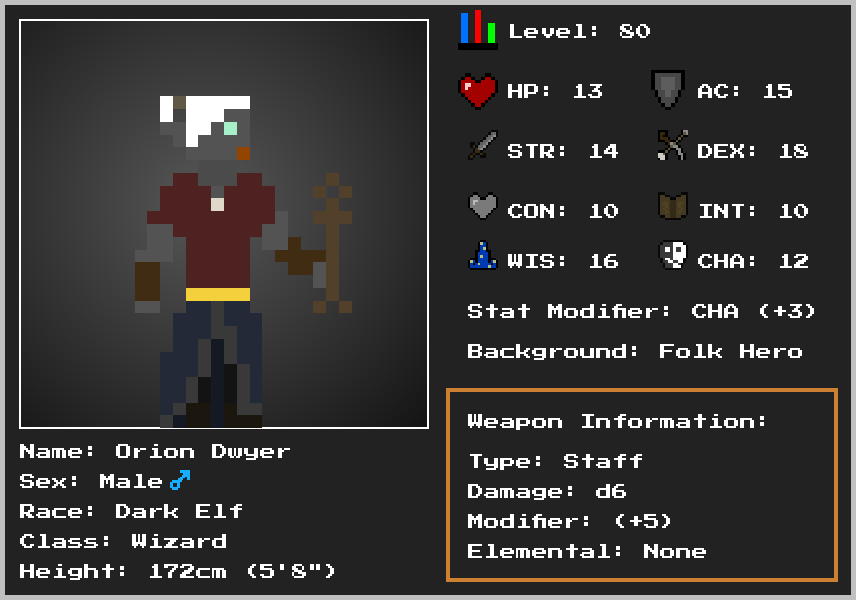 Level: 80
HP: 13 AC: 15
STR: 14 DEX: 18
CON: 10 INT: 10
WIS: 16 CHA: 12
Stat Modifier: CHA (+3)
Background: Folk Hero
Weapon Information:
Type: Staff
Damage: d6
Modifier: (+5)
Elemental: None
Name: Orion Dwyer
Sex: Male ♂
Race: Dark Elf
Class: Wizard
Height: 172cm (5'8")